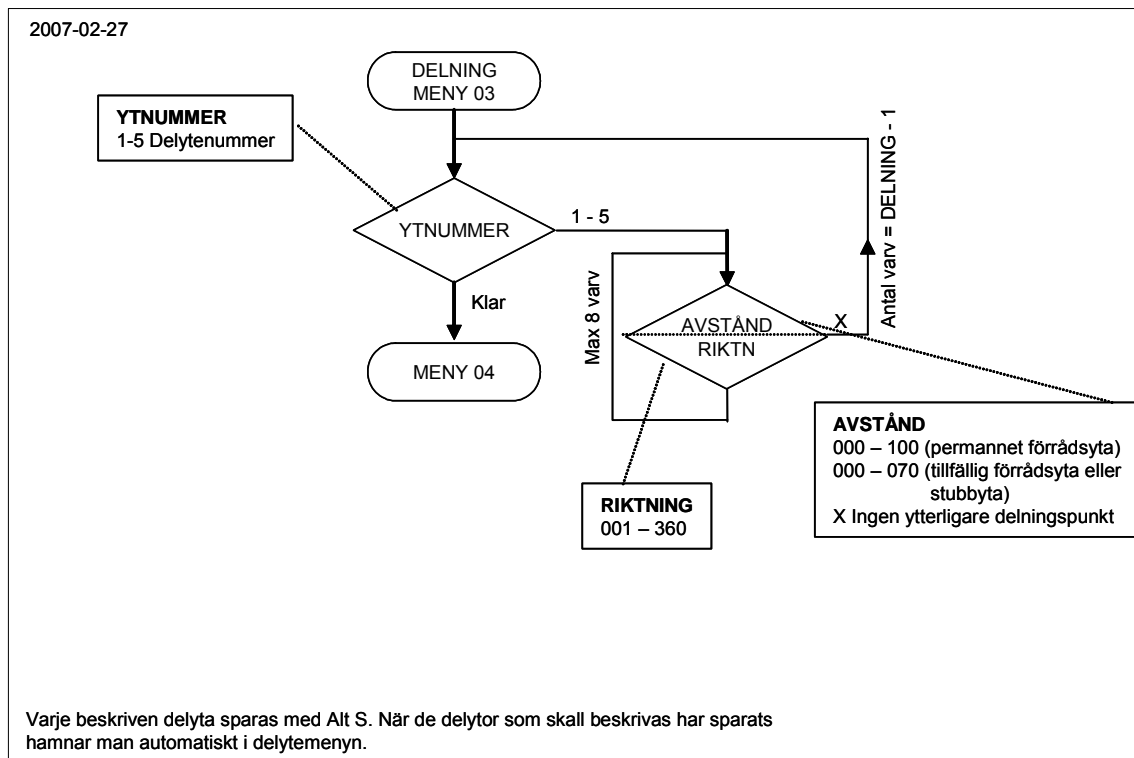 2007-02-27
DELNING
MENY 03
YTNUMMER
1-5 Delytenummer
YTNUMMER
1 - 5
Klar
MENY 04
Max 8 varv
AVSTÅND
RIKTN
X
Antal varv = DELNING - 1
RIKTNING
001 – 360
AVSTÅND
000 – 100 (permannet förrådsyta)
000 – 070 (tillfällig förrådsyta eller
stubbyta)
X Ingen ytterligare delningspunkt
Varje beskriven delyta sparas med Alt S. När de delytor som skall beskrivas har sparats
hamnar man automatiskt i delytemenyn.